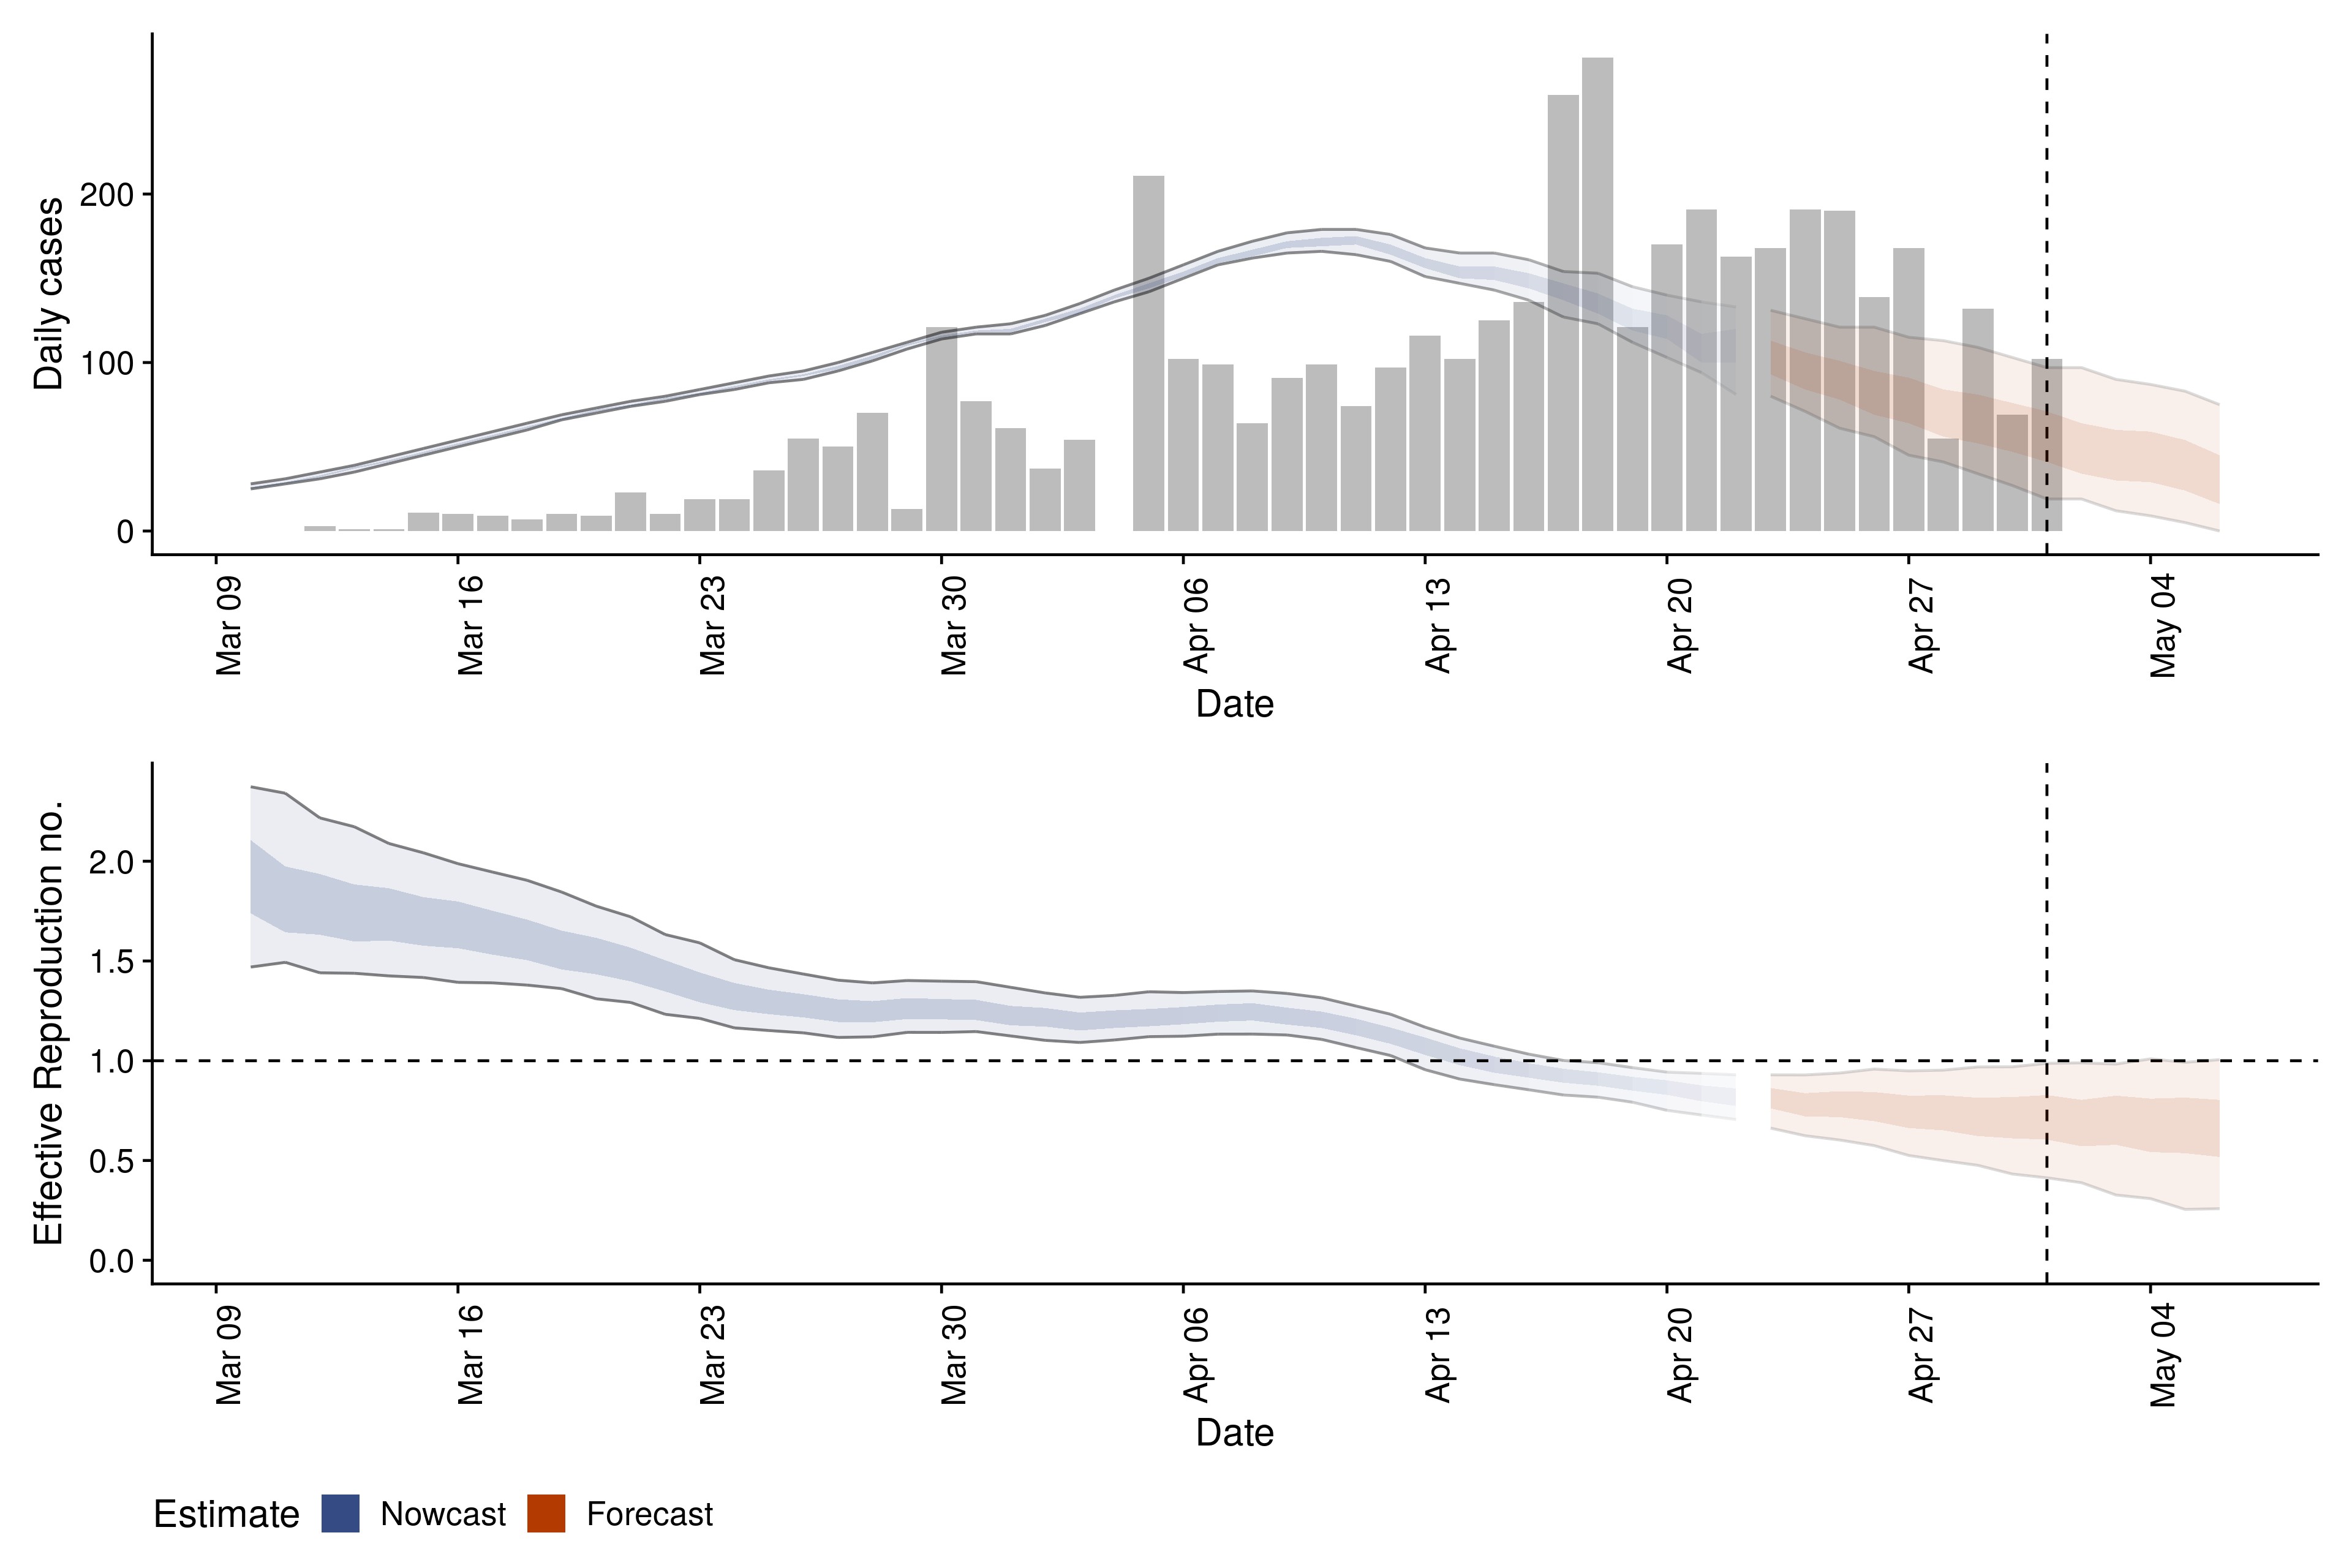 Daily cases
200
100
0
Mar 09 Mar 16 Mar 23 Mar 30 Apr 06 Apr 13 Apr 20 Apr 27 May 04
Date
Effective Reproduction no.
2.0
1.5
1.0
0.5
0.0
Mar 09 Mar 16 Mar 23 Mar 30 Apr 06 Apr 13 Apr 20 Apr 27 May 04
Date
Estimate Nowcast Forecast